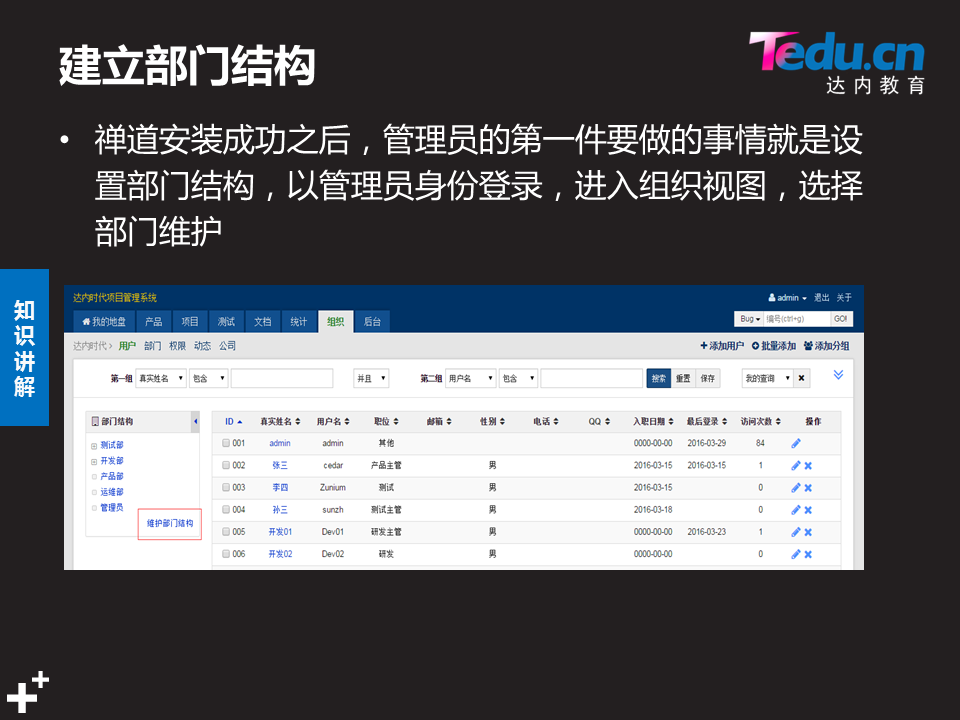 建立部门结构
Tedu.cn
达内教育
• 禅道安装成功之后，管理员的第一件要做的事情就是设
置部门结构，以管理员身份登录，进入组织视图，选择
部门维护
知识讲解
达内时代项目管理系统 admin 退出 关于
我的地盘 产品 项目 测试 文档 统计 组织 后台 Bug 编号(ctrl+g) GO!
达内时代 > 用户 部门 权限 动态 公司 添加用户 批量添加 添加分组
第一组 真实姓名 包含 并且 第二组 用户名 包含 搜索 重置 保存 我的查询
部门结构 ID 真实姓名 用户名 职位 邮箱 性别 电话 QQ 入职日期 最后登录 访问次数 操作
测试部 001 admin admin 其他 0000-00-00 2016-03-29 84
开发部 002 张三 cedar 产品主管 男 2016-03-15 2016-03-15 1
产品部 003 李四 Zunium 测试 男 2016-03-15 0
运维部
管理员 004 孙三 sunzh 测试主管 男 2016-03-18 0
维护部门结构 005 开发01 Dev01 研发主管 男 0000-00-00 2016-03-23 1
006 开发02 Dev02 研发 男 0000-00-00 0